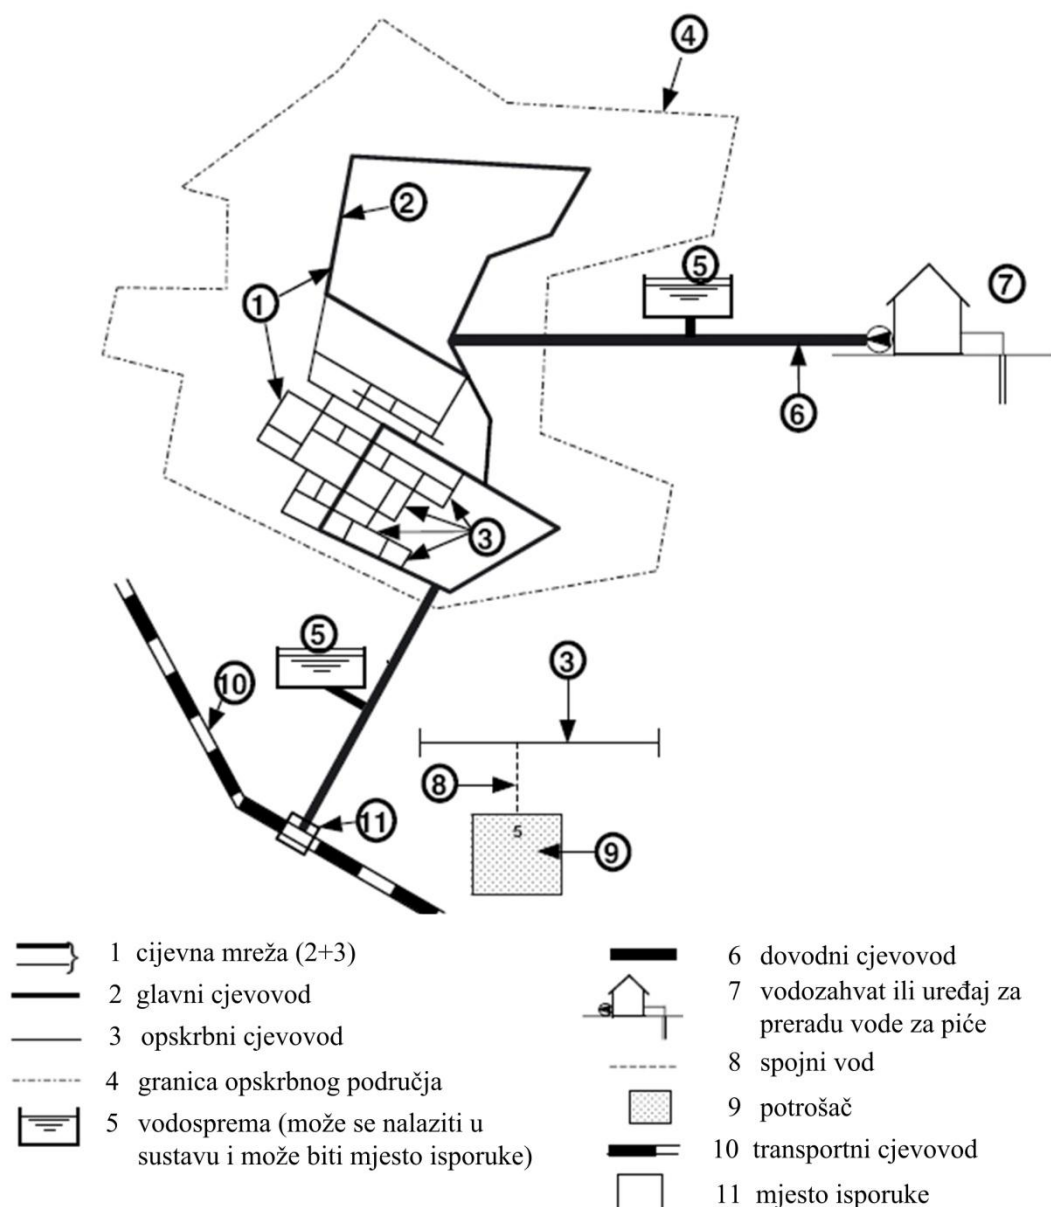 4
2
5
7
1
6
3
5
3
10
8
11
5
9
1 cijevna mreža (2+3)
2 glavni cjevovod
3 opskrbni cjevovod
4 granica opskrbnog područja
5 vodosprema (može se nalaziti u
sustavu i može biti mjesto isporuke)
6 dovodni cjevovod
7 vodozahvat ili uređaj za
preradu vode za piće
8 spojni vod
9 potrošač
10 transportni cjevovod
11 mjesto isporuke